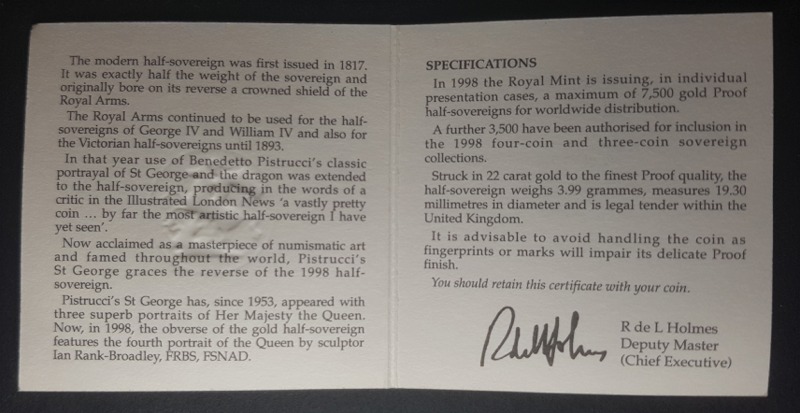 The modern half-sovereign was first issued in 1817.
It was exactly half the weight of the sovereign and
originally bore on its reverse a crowned shield of the
Royal Arms.
The Royal Arms continued to be used for the half-
sovereigns of George IV and William IV and also for
the Victorian half-sovereigns until 1893.
In that year use of Benedetto Pistrucci's classic
portrayal of St George and the dragon was extended
to the half-sovereign, producing in the words of a
critic in the Illustrated London News 'a vastly pretty
coin ... by far the most artistic half-sovereign I have
yet seen'.
Now acclaimed as a masterpiece of numismatic art
and famed throughout the world, Pistrucci's
St George graces the reverse of the 1998 half-
sovereign.
Pistrucci's St George has, since 1953, appeared with
three superb portraits of Her Majesty the Queen.
Now, in 1998, the obverse of the gold half-sovereign
features the fourth portrait of the Queen by sculptor
Ian Rank-Broadley, FRBS, FSNAD.
SPECIFICATIONS
In 1998 the Royal Mint is issuing, in individual
presentation cases, a maximum of 7,500 gold Proof
half-sovereigns for worldwide distribution.
A further 3,500 have been authorised for inclusion in
the 1998 four-coin and three-coin sovereign
collections.
Struck in 22 carat gold to the finest Proof quality, the
half-sovereign weighs 3.99 grammes, measures 19.30
millimetres in diameter and is legal tender within the
United Kingdom.
It is advisable to avoid handling the coin as
fingerprints or marks will impair its delicate Proof
finish.
You should retain this certificate with your coin.
R de L Holmes
R de L Holmes
Deputy Master
(Chief Executive)